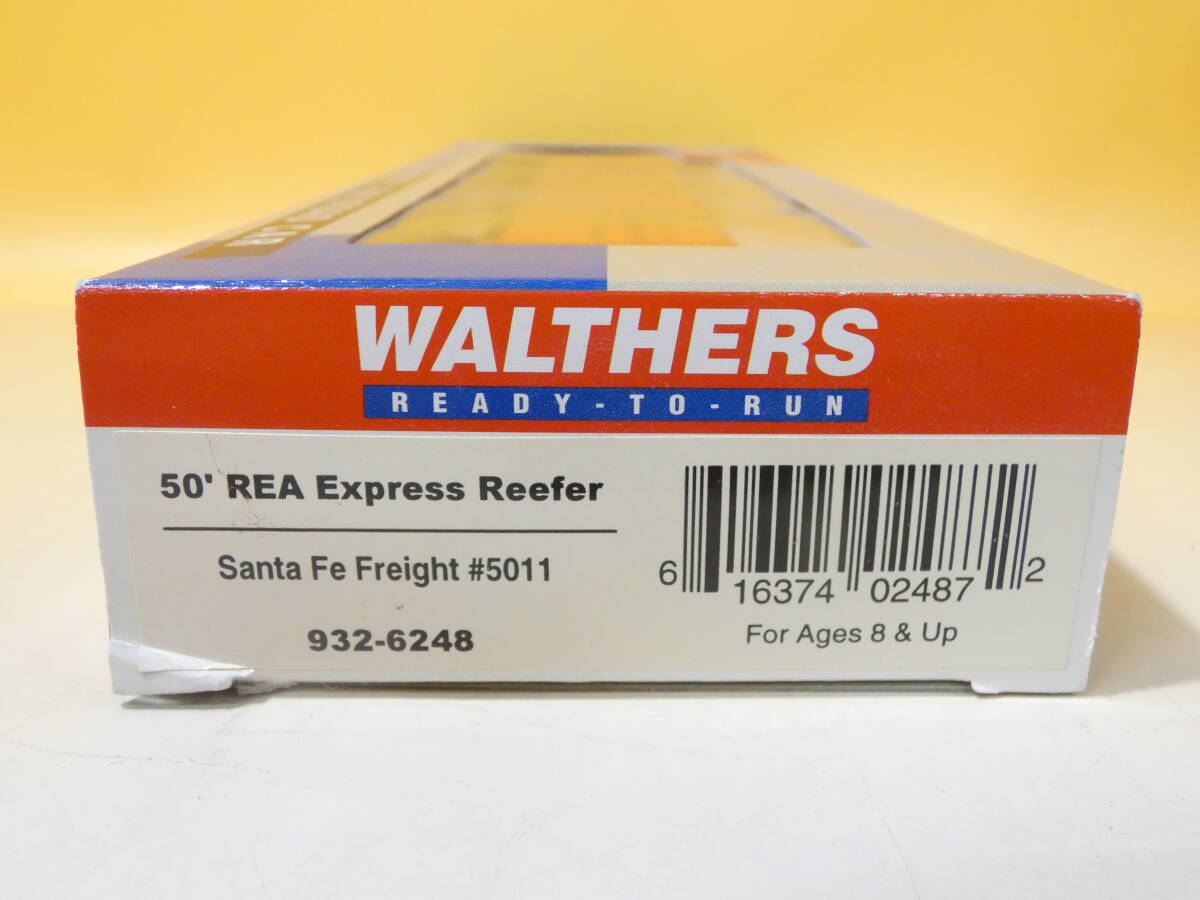 WALTHERS
READY-TO-RUN
50' REA Express Reefer
Santa Fe Freight #5011
932-6248
6 16374 02487 2
For Ages 8 & Up